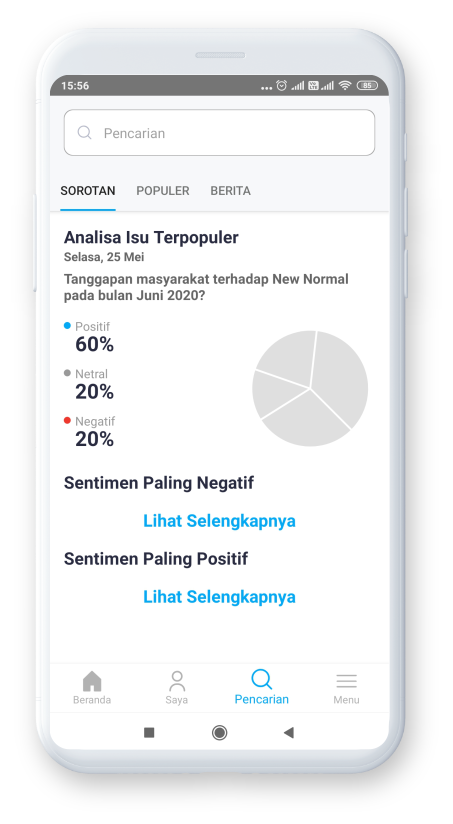 15:56
85
Pencarian
SOROTAN POPULER BERITA
Analisa Isu Terpopuler
Selasa, 25 Mei
Tanggapan masyarakat terhadap New Normal
pada bulan Juni 2020?
Positif
60%
Netral
20%
Negatif
20%
Sentimen Paling Negatif
Lihat Selengkapnya
Sentimen Paling Positif
Lihat Selengkapnya
Beranda Saya Pencarian Menu